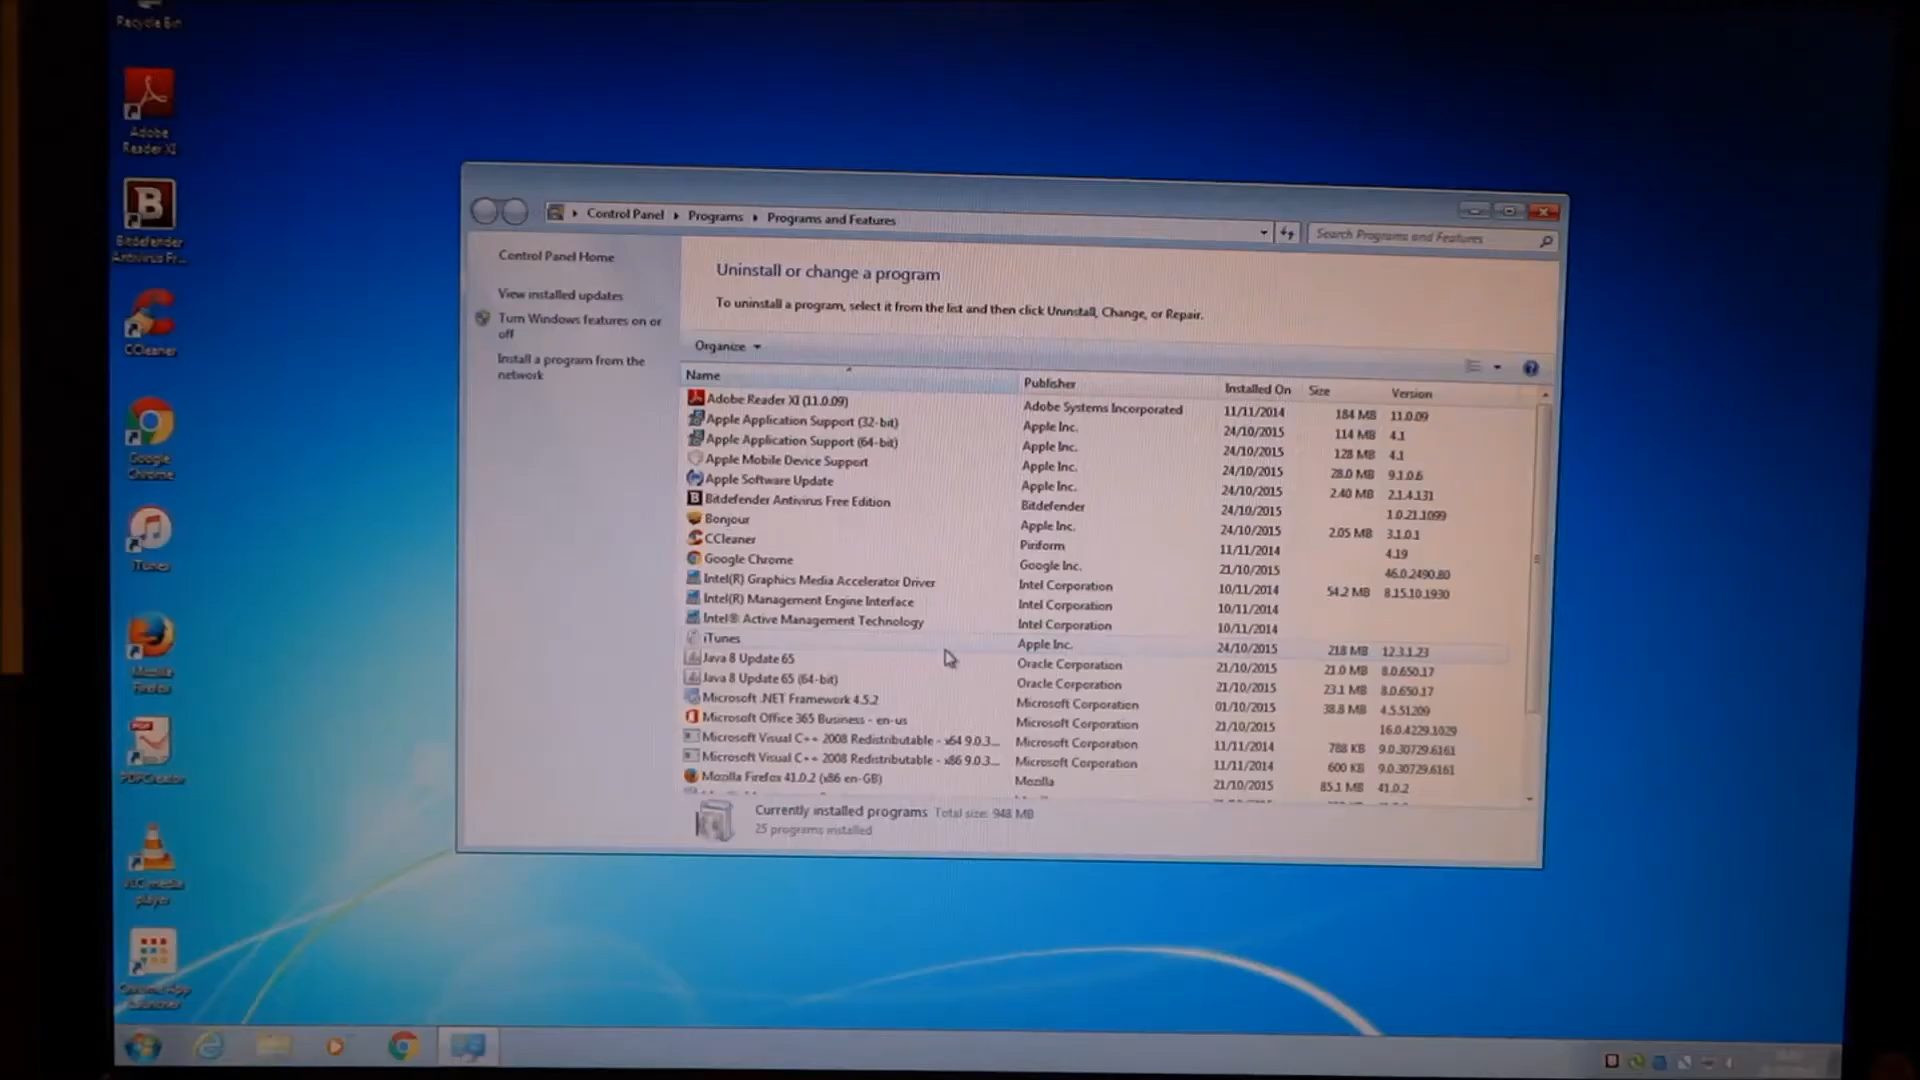 Recycle Bin
Adobe
Reader XI
Bitdefender
Antivirus Fr...
CCleaner
Google
Chrome
iTunes
Mozilla
Firefox
PDFCreator
VLC media
player
Control Panel ▸ Programs ▸ Programs and Features
Search Programs and Features
Control Panel Home
View installed updates
Turn Windows features on or
off
Install a program from the
network
Uninstall or change a program
To uninstall a program, select it from the list and then click Uninstall, Change, or Repair.
Organize
Name Publisher Installed On Size Version
Adobe Reader XI (11.0.09) Adobe Systems Incorporated 11/11/2014 184 MB 11.0.09
Apple Application Support (32-bit) Apple Inc. 24/10/2015 114 MB 4.1
Apple Application Support (64-bit) Apple Inc. 24/10/2015 128 MB 4.1
Apple Mobile Device Support Apple Inc. 24/10/2015 28.0 MB 9.1.0.6
Apple Software Update Apple Inc. 24/10/2015 2.40 MB 2.1.4.131
Bitdefender Antivirus Free Edition Bitdefender 24/10/2015 1.0.21.1099
Bonjour Apple Inc. 24/10/2015 2.05 MB 3.1.0.1
CCleaner Piriform 11/11/2014 4.19
Google Chrome Google Inc. 21/10/2015 46.0.2490.80
Intel(R) Graphics Media Accelerator Driver Intel Corporation 10/11/2014 54.2 MB 8.15.10.1930
Intel(R) Management Engine Interface Intel Corporation 10/11/2014
Intel® Active Management Technology Intel Corporation 10/11/2014
iTunes Apple Inc. 24/10/2015 218 MB 12.3.1.23
Java 8 Update 65 Oracle Corporation 21/10/2015 21.0 MB 8.0.650.17
Java 8 Update 65 (64-bit) Oracle Corporation 21/10/2015 23.1 MB 8.0.650.17
Microsoft .NET Framework 4.5.2 Microsoft Corporation 01/10/2015 38.8 MB 4.5.51209
Microsoft Office 365 Business - en-us Microsoft Corporation 21/10/2015 16.0.4229.1029
Microsoft Visual C++ 2008 Redistributable - x64 9.0.3... Microsoft Corporation 11/11/2014 788 KB 9.0.30729.6161
Microsoft Visual C++ 2008 Redistributable - x86 9.0.3... Microsoft Corporation 11/11/2014 600 KB 9.0.30729.6161
Mozilla Firefox 41.0.2 (x86 en-GB) Mozilla 21/10/2015 85.1 MB 41.0.2
Currently installed programs Total size: 948 MB
25 programs installed